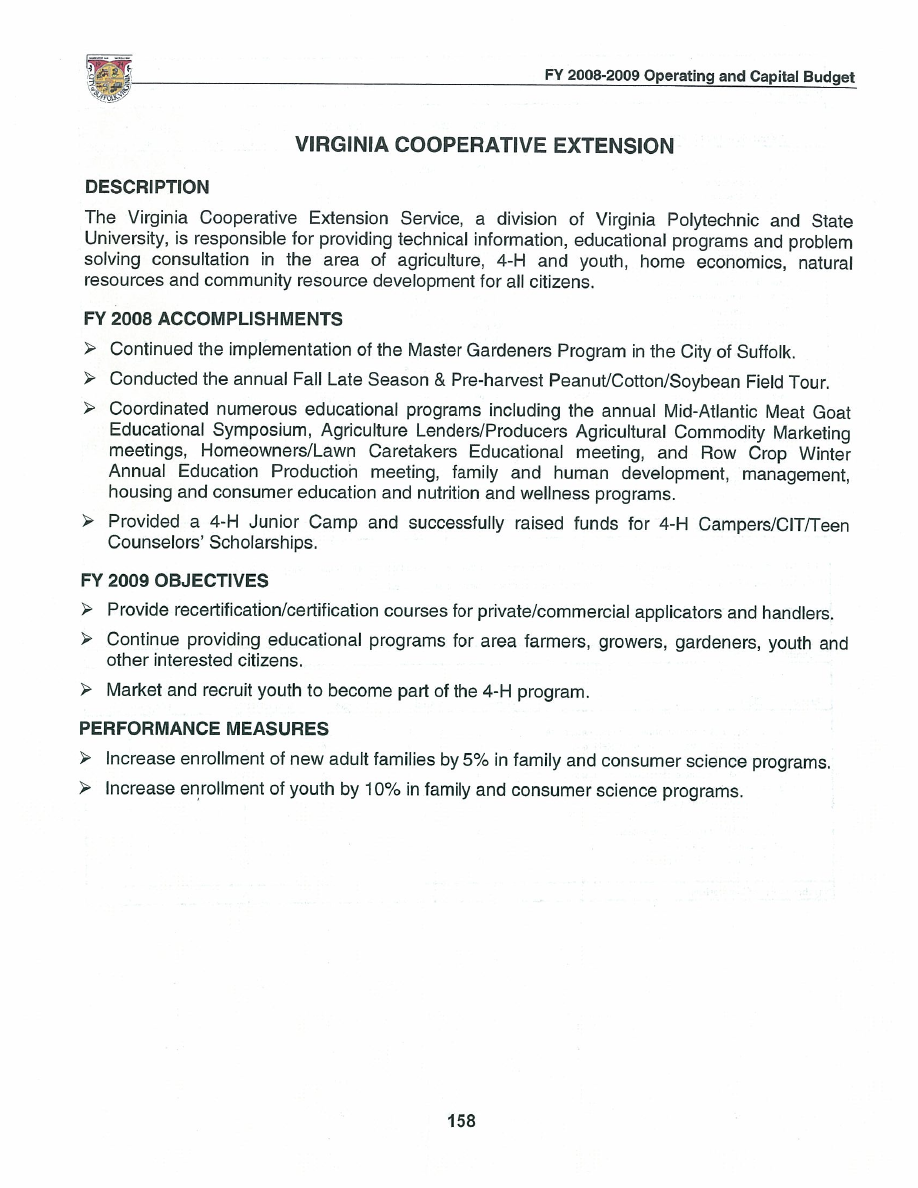 FY 2008-2009 Operating and Capital Budget
VIRGINIA COOPERATIVE EXTENSION
DESCRIPTION
The Virginia Cooperative Extension Service, a division of Virginia Polytechnic and State
University, is responsible for providing technical information, educational programs and problem
solving consultation in the area of agriculture, 4-H and youth, home economics, natural
resources and community resource development for all citizens.
FY 2008 ACCOMPLISHMENTS
➢ Continued the implementation of the Master Gardeners Program in the City of Suffolk.
➢ Conducted the annual Fall Late Season & Pre-harvest Peanut/Cotton/Soybean Field Tour.
➢ Coordinated numerous educational programs including the annual Mid-Atlantic Meat Goat
Educational Symposium, Agriculture Lenders/Producers Agricultural Commodity Marketing
meetings, Homeowners/Lawn Caretakers Educational meeting, and Row Crop Winter
Annual Education Production meeting, family and human development, management,
housing and consumer education and nutrition and wellness programs.
➢ Provided a 4-H Junior Camp and successfully raised funds for 4-H Campers/CIT/Teen
Counselors' Scholarships.
FY 2009 OBJECTIVES
➢ Provide recertification/certification courses for private/commercial applicators and handlers.
➢ Continue providing educational programs for area farmers, growers, gardeners, youth and
other interested citizens.
➢ Market and recruit youth to become part of the 4-H program.
PERFORMANCE MEASURES
➢ Increase enrollment of new adult families by 5% in family and consumer science programs.
➢ Increase enrollment of youth by 10% in family and consumer science programs.
158